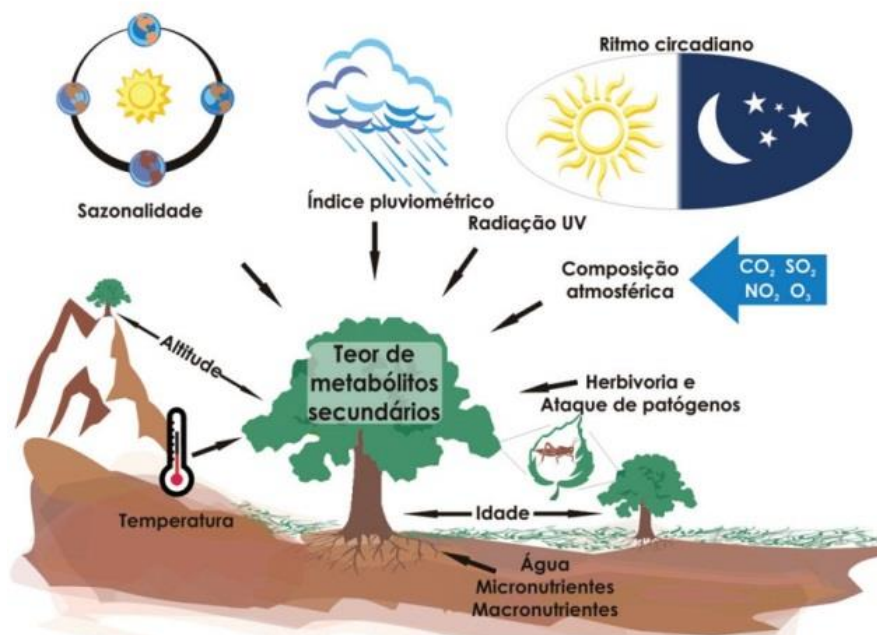 Ritmo circadiano
Sazonalidade
Índice pluviométrico
Radiação UV
Composição
atmosférica
CO₂ SO₂
NO₂ O₃
Altitude
Teor de
metabólitos
secundários
Herbivoria e
Ataque de patógenos
Temperatura
Idade
Água
Micronutrientes
Macronutrientes